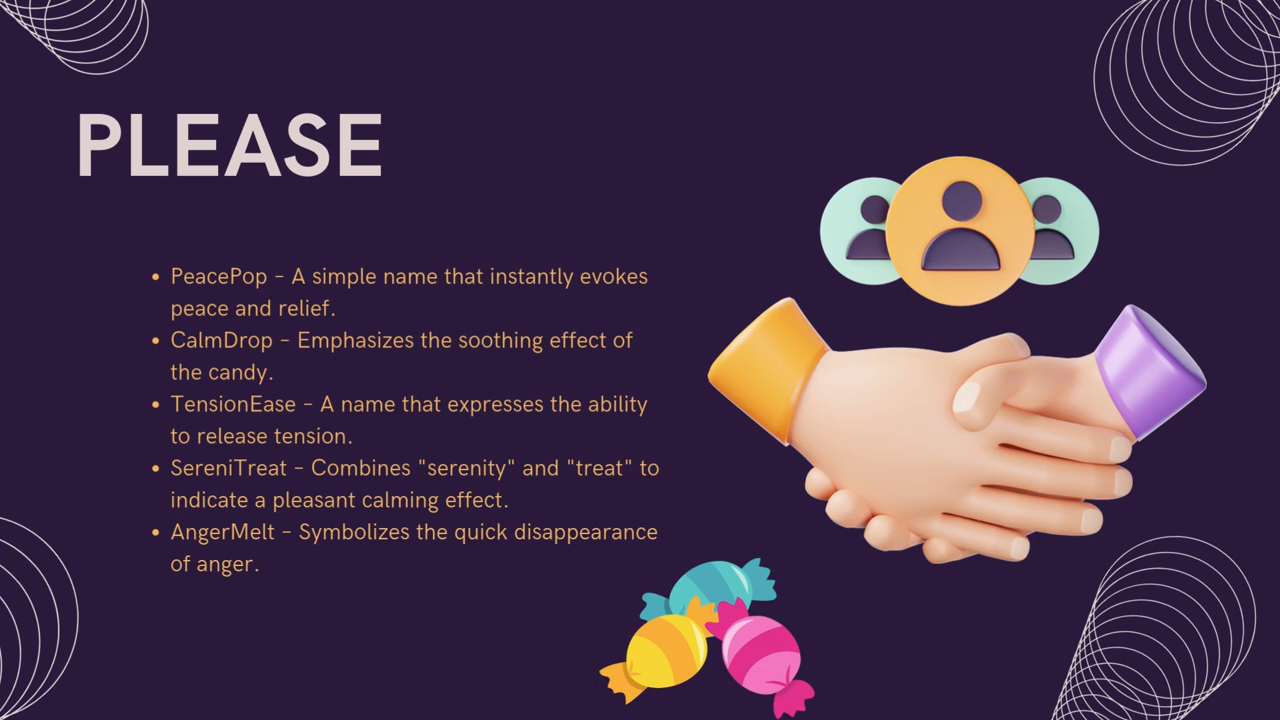 PLEASE
• PeacePop – A simple name that instantly evokes
peace and relief.
• CalmDrop – Emphasizes the soothing effect of
the candy.
• TensionEase – A name that expresses the ability
to release tension.
• SereniTreat – Combines "serenity" and "treat" to
indicate a pleasant calming effect.
• AngerMelt – Symbolizes the quick disappearance
of anger.